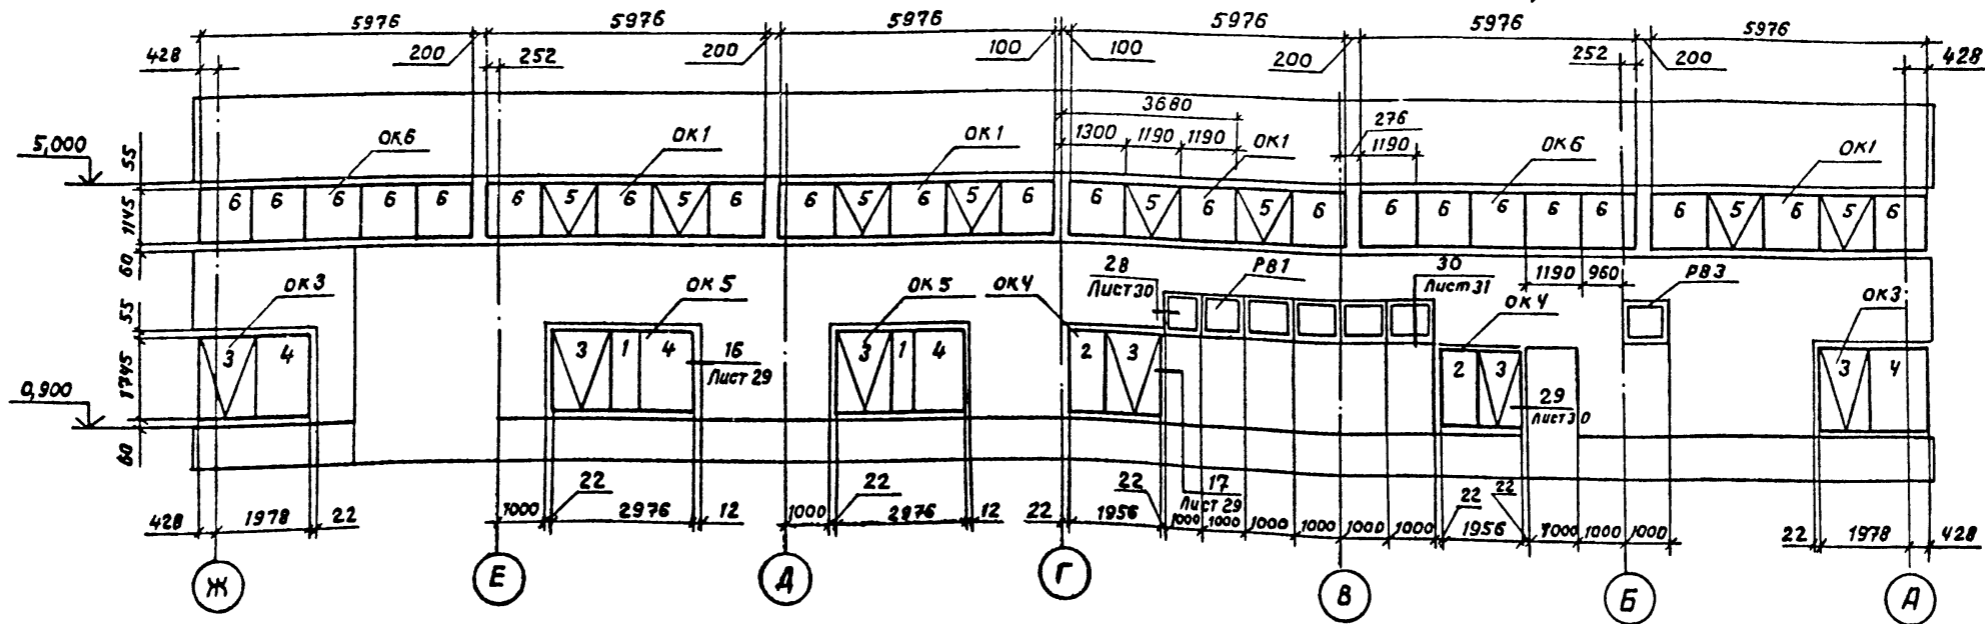 5976 5976 5976 5976 5976 5976
428 200 252 200 100 100 200 252 200 428
3680
1300 1190 1190 276 1190
5,000 55 ОК6 ОК1 ОК1 ОК1 ОК6 ОК1
1145 6 6 6 6 6 6 5 6 5 6 6 5 6 5 6 6 5 6 5 6 6 6 6 6 6 6 5 6 5 6
60 1190 960
28 РВ1 30 РВ3
Лист 30 Лист 31
55 ОК3 ОК5 ОК5 ОК4 ОК4 ОК3
1745 3 4 3 1 4 3 1 4 2 3 2 3 3 4
16
Лист 29
0,900 29
Лист 30
60
17
Лист 29
22 22 22 22 22
428 1978 22 1000 2976 12 1000 2976 12 22 1956 1000 1000 1000 1000 1000 1000 1956 1000 1000 1000 22 1978 428
Ж Е Д Г В Б А